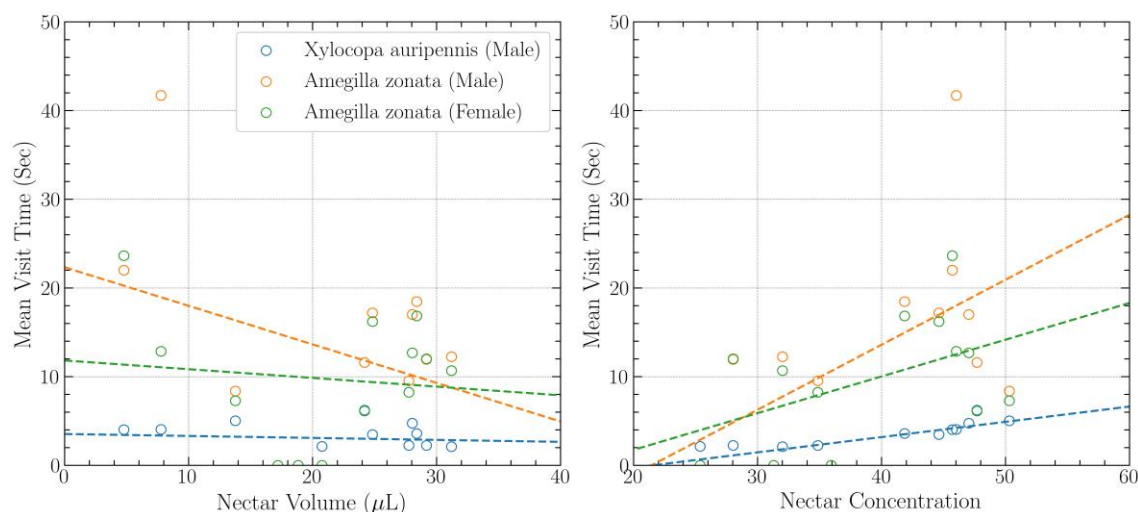 50
40
30
20
10
0
Mean Visit Time (Sec)
Xylocopa auripennis (Male)
Amegilla zonata (Male)
Amegilla zonata (Female)
0 10 20 30 40
Nectar Volume (μL)
50
40
30
20
10
0
Mean Visit Time (Sec)
20 30 40 50 60
Nectar Concentration